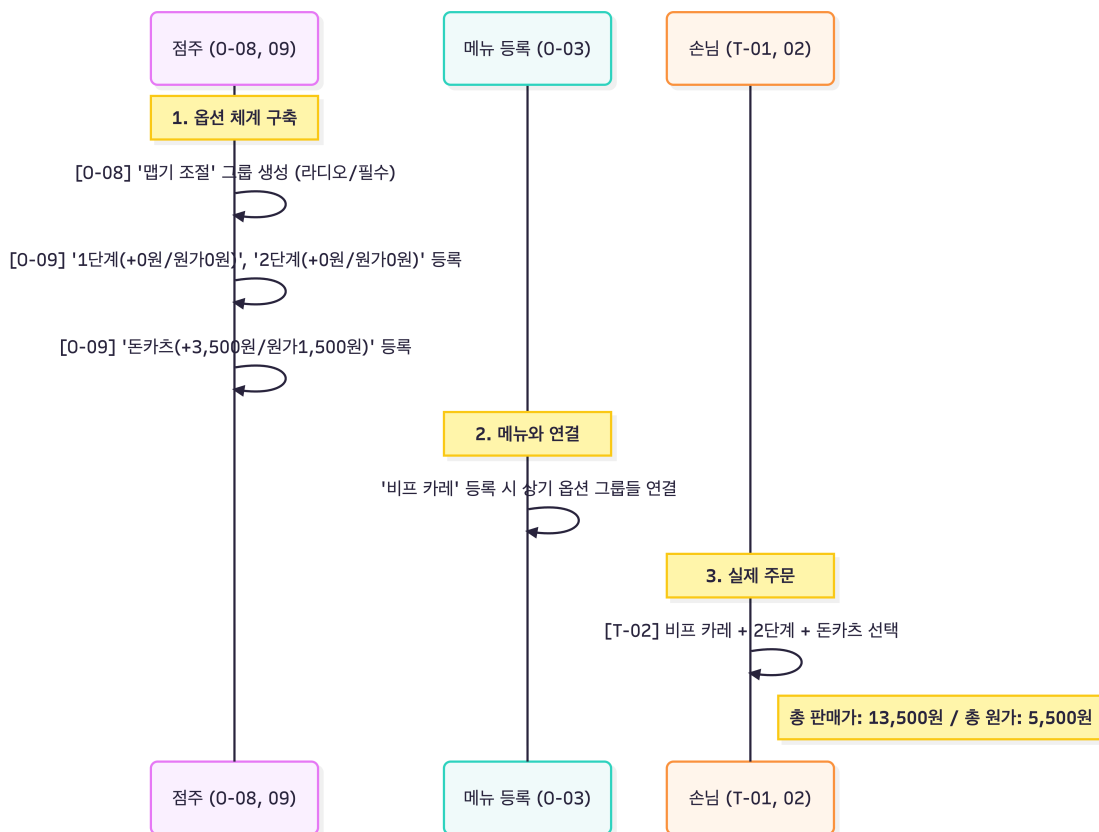 점주 (O-08, 09)
메뉴 등록 (O-03)
손님 (T-01, 02)
1. 옵션 체계 구축
[O-08] '맵기 조절' 그룹 생성 (라디오/필수)
[O-09] '1단계(+0원/원가0원)', '2단계(+0원/원가0원)' 등록
[O-09] '돈카츠(+3,500원/원가1,500원)' 등록
2. 메뉴와 연결
'비프 카레' 등록 시 상기 옵션 그룹들 연결
3. 실제 주문
[T-02] 비프 카레 + 2단계 + 돈카츠 선택
총 판매가: 13,500원 / 총 원가: 5,500원
점주 (O-08, 09)
메뉴 등록 (O-03)
손님 (T-01, 02)